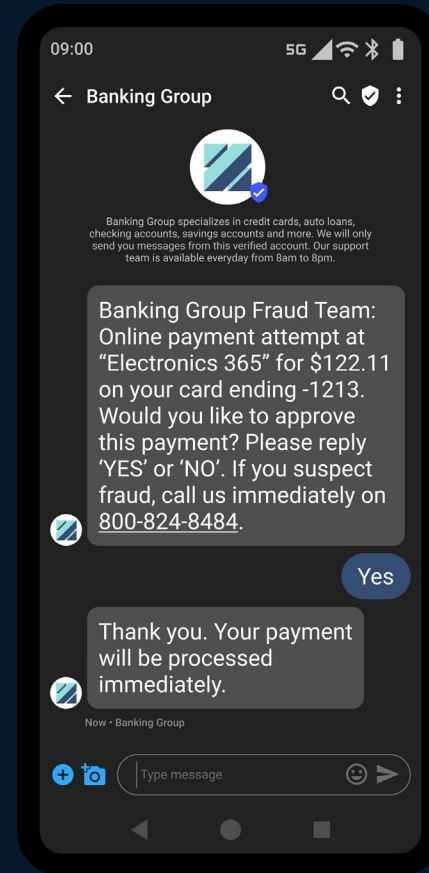 09:00 5G
Banking Group
Banking Group specializes in credit cards, auto loans,
checking accounts, savings accounts and more. We will only
send you messages from this verified account. Our support
team is available everyday from 8am to 8pm.
Banking Group Fraud Team:
Online payment attempt at
“Electronics 365” for $122.11
on your card ending -1213.
Would you like to approve
this payment? Please reply
‘YES’ or ‘NO’. If you suspect
fraud, call us immediately on
800-824-8484.
Yes
Thank you. Your payment
will be processed
immediately.
Now • Banking Group
Type message